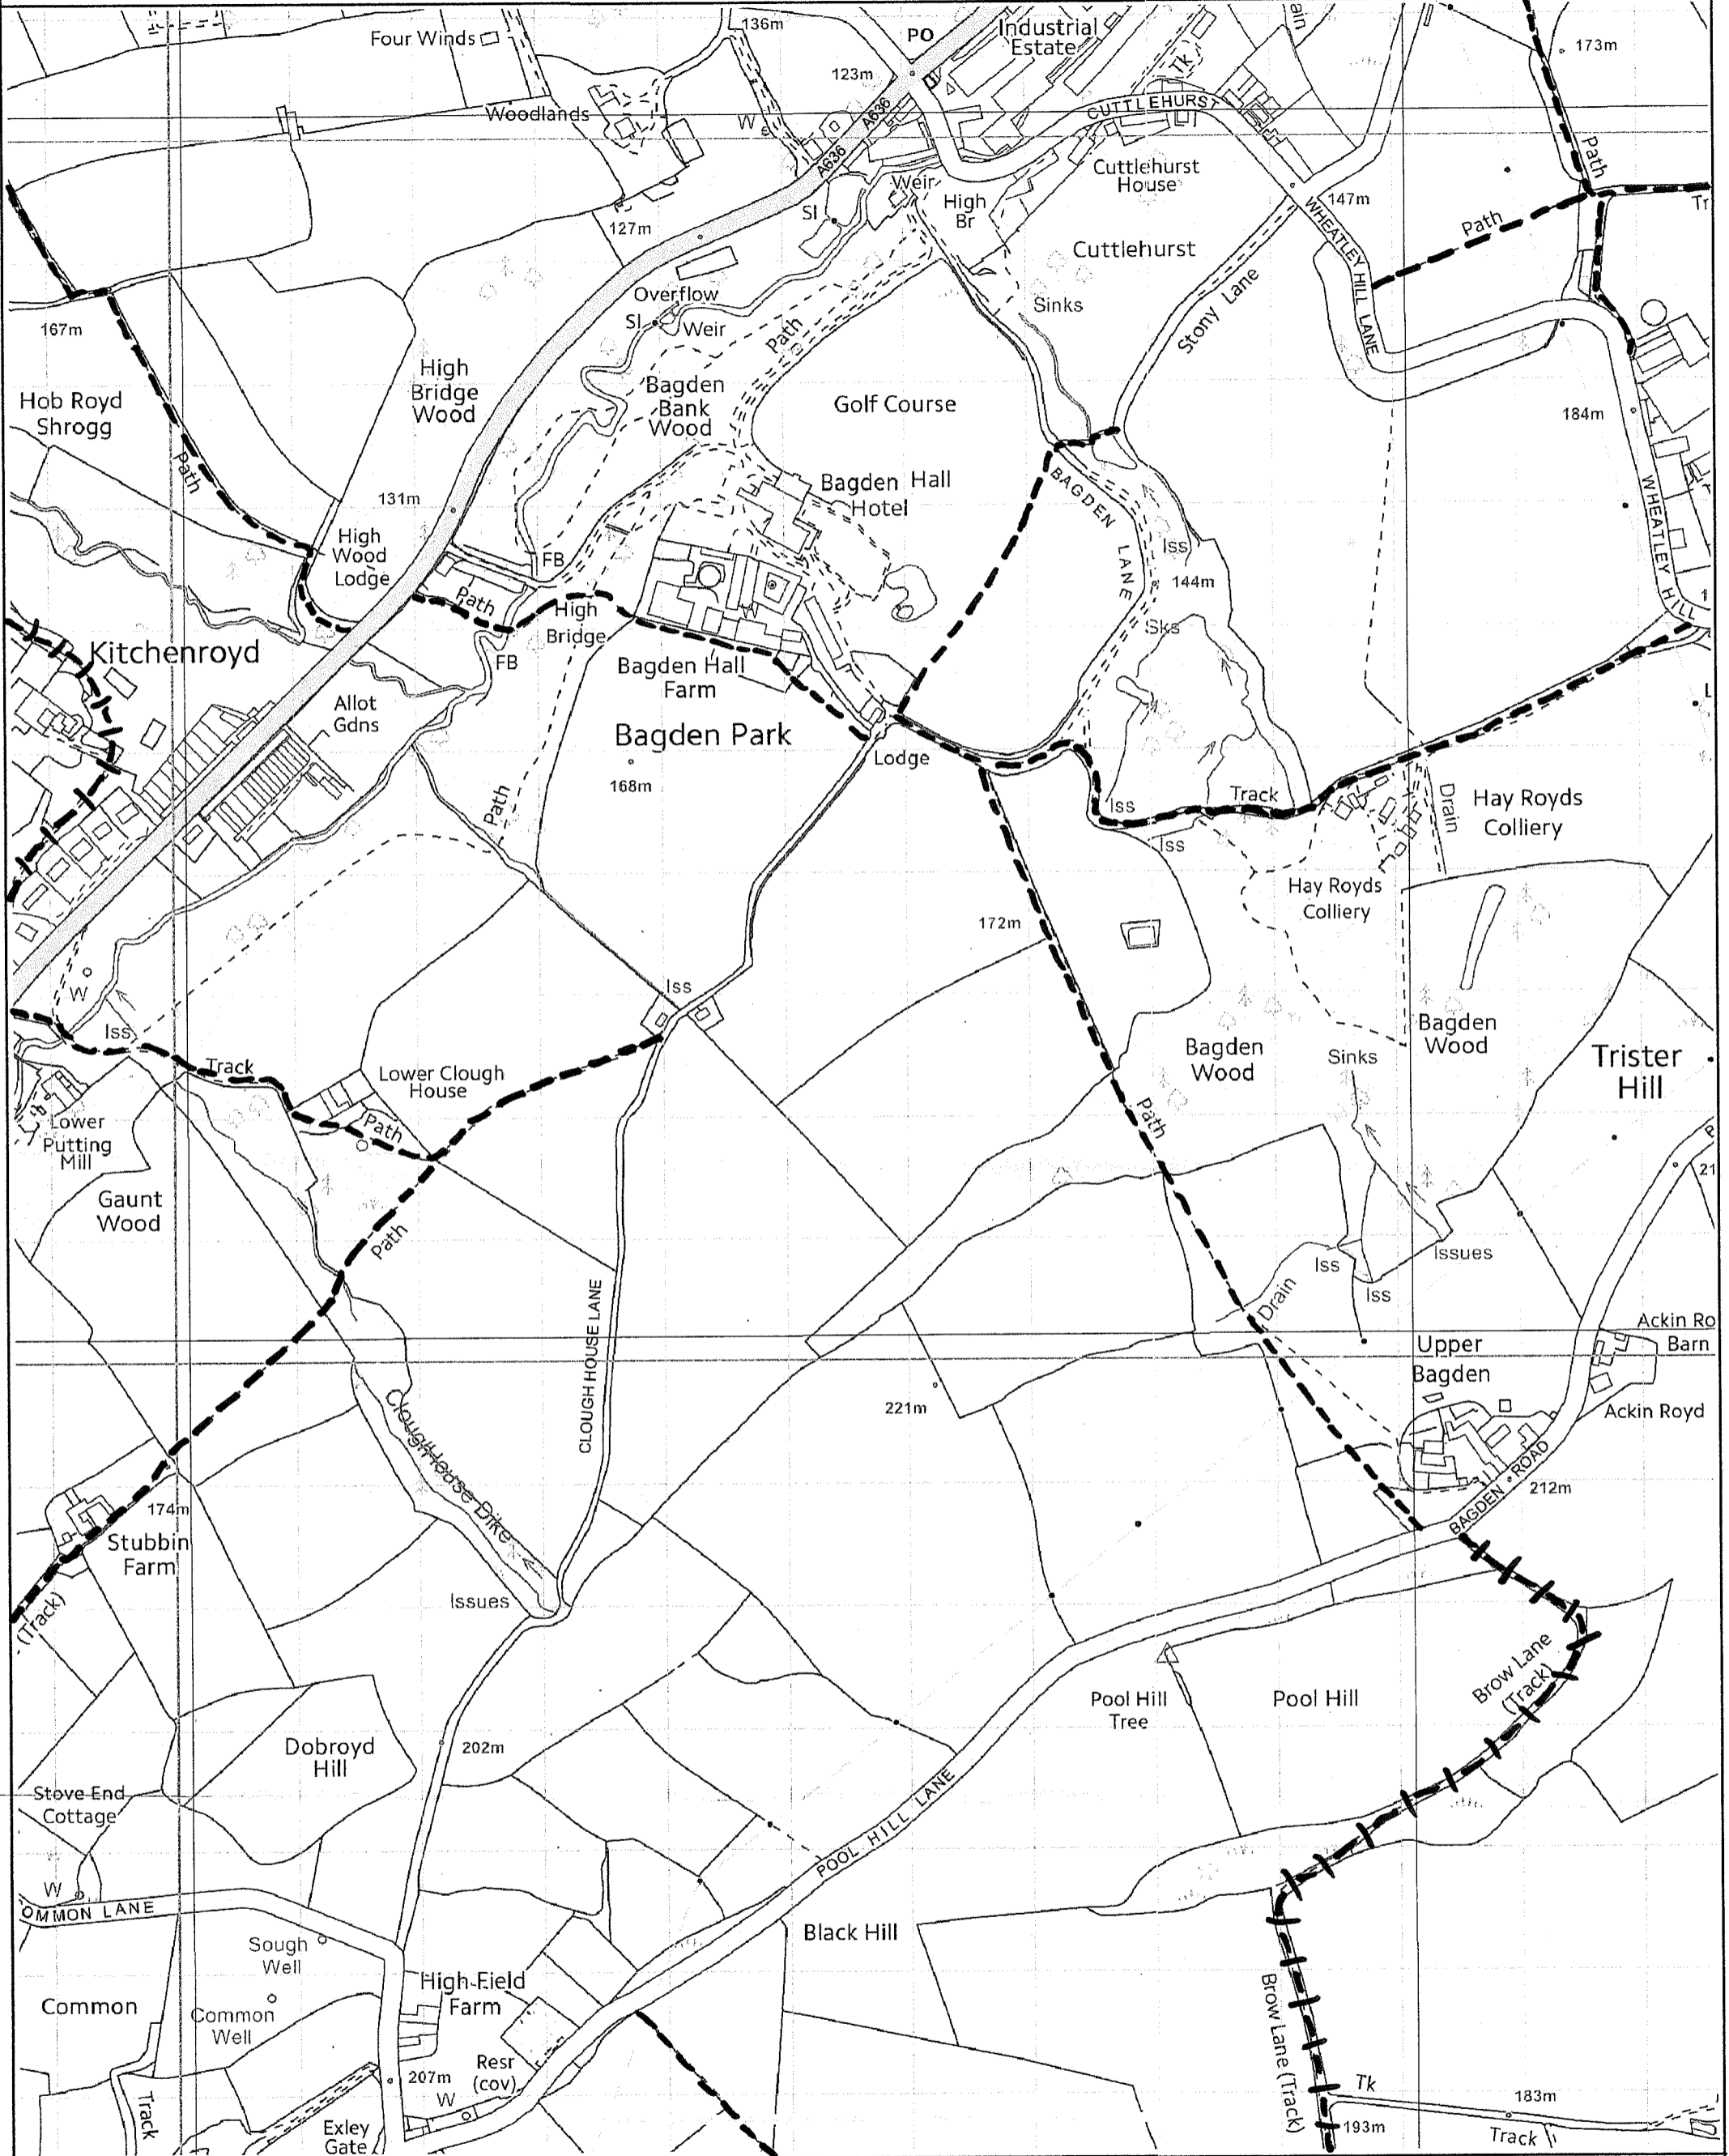 Four Winds
136m
PO
Industrial
Estate
ain
173m
123m
Tk
Woodlands
W
A636
A636
CUTTLEHURST
Path
Weir
High
Br
Cuttlehurst
House
147m
SI
127m
Path
Tr
Cuttlehurst
WHEATLEY HILL LANE
Overflow
SI
Weir
Sinks
Stony Lane
167m
Path
High
Bridge
Wood
Bagden
Bank
Wood
Golf Course
Hob Royd
Shrogg
184m
Path
Bagden Hall
Hotel
BAGDEN
LANE
131m
WHEATLEY HILL
High
Wood
Lodge
FB
Iss
144m
Path
High
Bridge
Sks
1
Kitchenroyd
FB
Bagden Hall
Farm
Allot
Gdns
L
Bagden Park
Lodge
168m
Path
Iss
Track
Drain
Hay Royds
Colliery
Iss
Hay Royds
Colliery
172m
Iss
W
Iss
Bagden
Wood
Bagden
Wood
Sinks
Trister
Hill
Track
Lower Clough
House
Path
Path
Lower
Putting
Mill
P
21
Gaunt
Wood
Path
Issues
Iss
Iss
Drain
CLOUGH HOUSE LANE
Ackin Ro
Barn
Upper
Bagden
221m
Ackin Royd
Clough House Dike
BAGDEN ROAD
212m
174m
Stubbin
Farm
Issues
(Track)
Brow Lane
(Track)
Pool Hill
Tree
Pool Hill
Dobroyd
Hill
202m
Stove End
Cottage
POOL HILL LANE
W
OMMON LANE
Black Hill
Sough
Well
High Field
Farm
Common
Common
Well
Brow Lane (Track)
Resr
(cov)
207m
W
Tk
183m
Track
Exley
Gate
193m
Track